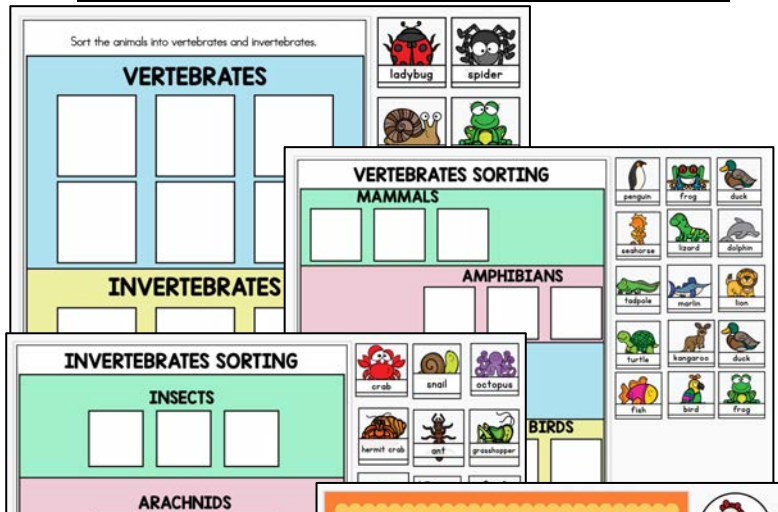 Sort the animals into vertebrates and invertebrates.
VERTEBRATES
ladybug spider
INVERTEBRATES
VERTEBRATES SORTING
MAMMALS
AMPHIBIANS
BIRDS
penguin frog duck
seahorse lizard dolphin
tadpole marlin lion
turtle kangaroo duck
fish bird frog
INVERTEBRATES SORTING
INSECTS
ARACHNIDS
crab snail octopus
hermit crab ant grasshopper